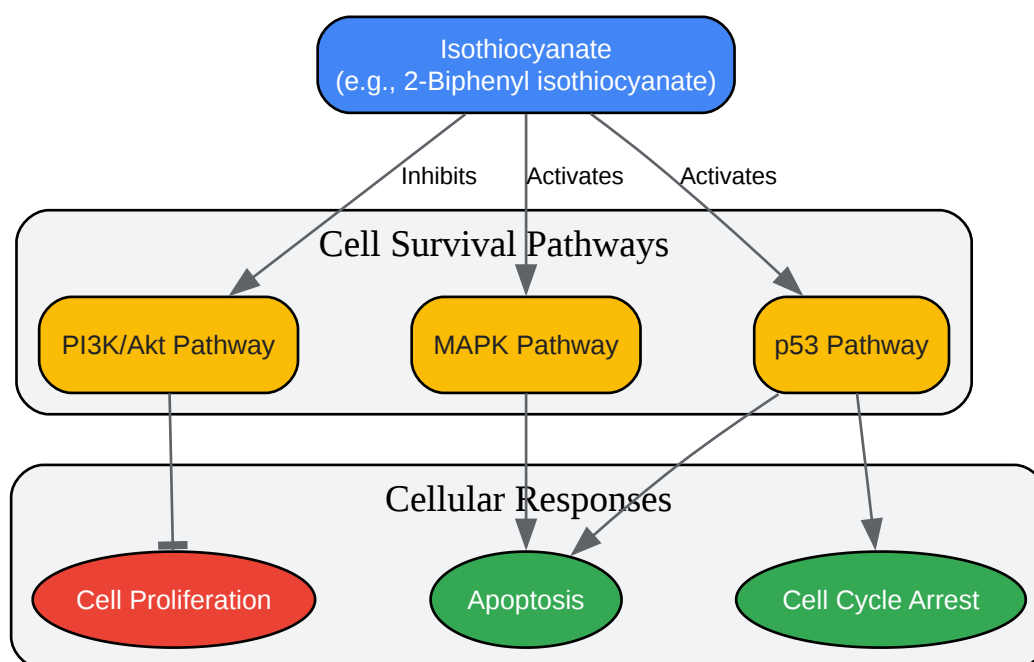 Isothiocyanate
(e.g., 2-Biphenyl isothiocyanate)
Inhibits
Activates
Activates
Cell Survival Pathways
PI3K/Akt Pathway
MAPK Pathway
p53 Pathway
Cellular Responses
Cell Proliferation
Apoptosis
Cell Cycle Arrest